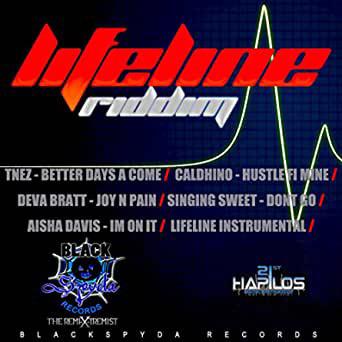 lifeline
riddim
TNEZ - BETTER DAYS A COME / CALDHINO - HUSTLE FI MINE /
DEVA BRATT - JOY N PAIN / SINGING SWEET - DONT GO /
AISHA DAVIS - IM ON IT / LIFELINE INSTRUMENTAL /
BLACK
Spyda
RECORDS
THE REMIXTREMIST
21ST
HAPILOS
BLACKSPYDA RECORDS